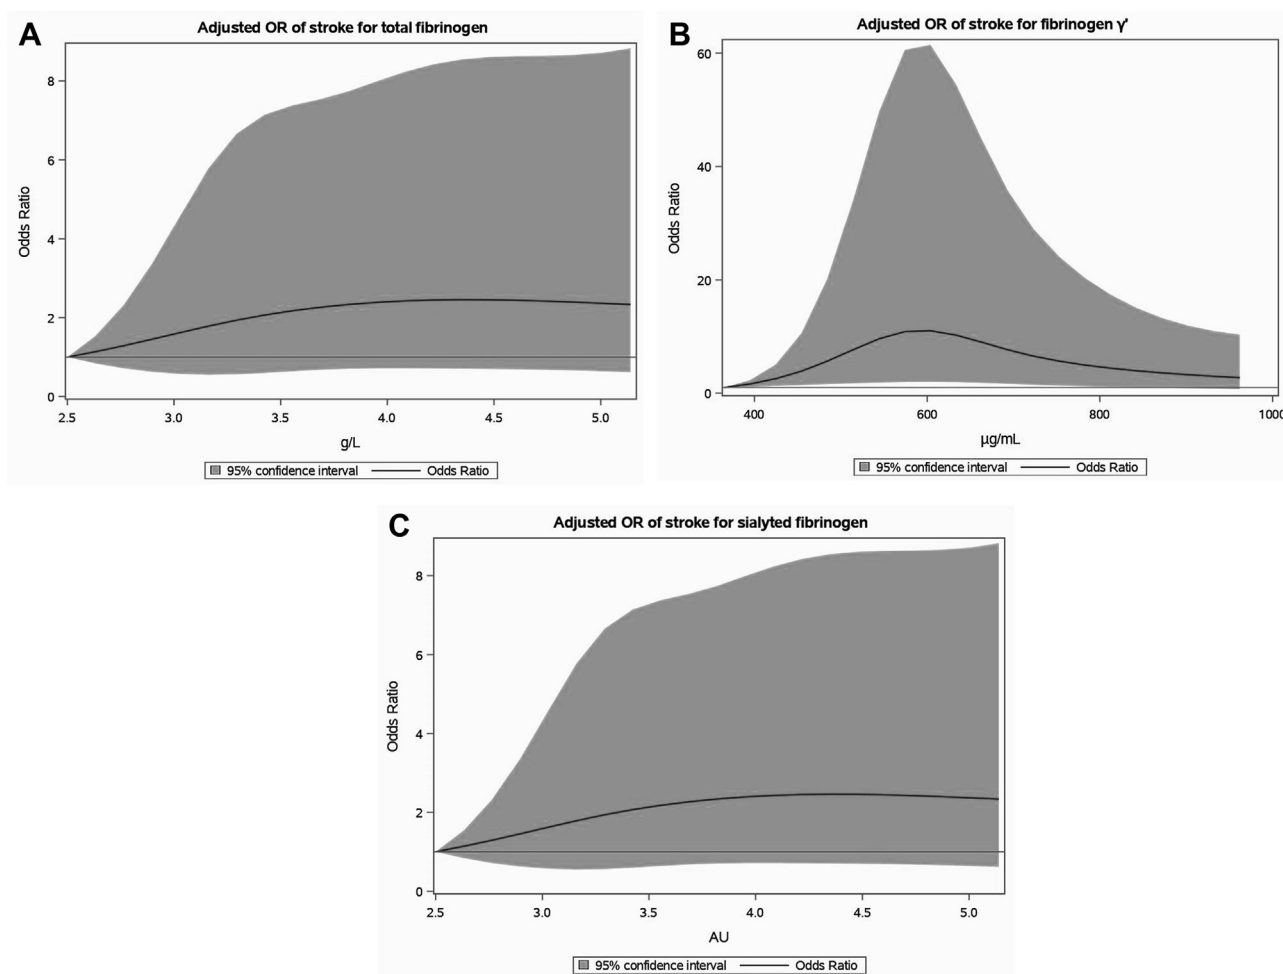 A
Adjusted OR of stroke for total fibrinogen
Odds Ratio
8
6
4
2
0
2.5 3.0 3.5 4.0 4.5 5.0
g/L
95% confidence interval Odds Ratio
B
Adjusted OR of stroke for fibrinogen γ'
Odds Ratio
60
40
20
0
400 600 800 1000
µg/mL
95% confidence interval Odds Ratio
C
Adjusted OR of stroke for sialyted fibrinogen
Odds Ratio
8
6
4
2
0
2.5 3.0 3.5 4.0 4.5 5.0
AU
95% confidence interval Odds Ratio